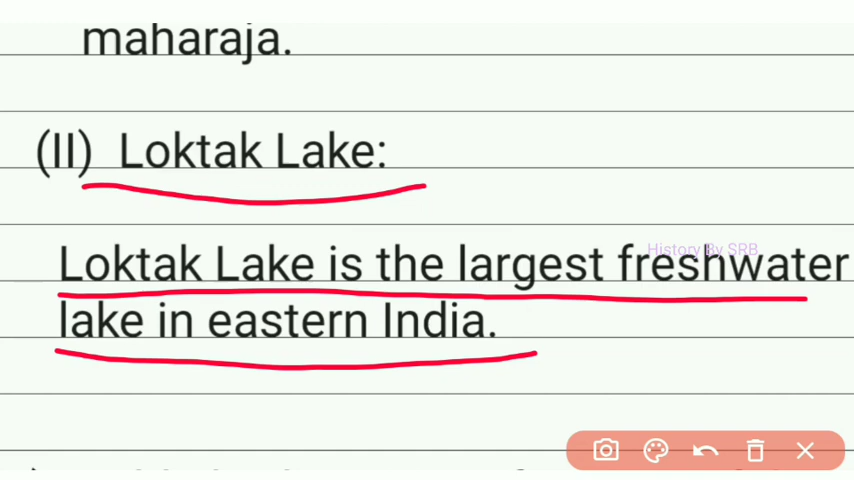 maharaja.
(II) Loktak Lake:
History By SRB
Loktak Lake is the largest freshwater
lake in eastern India.